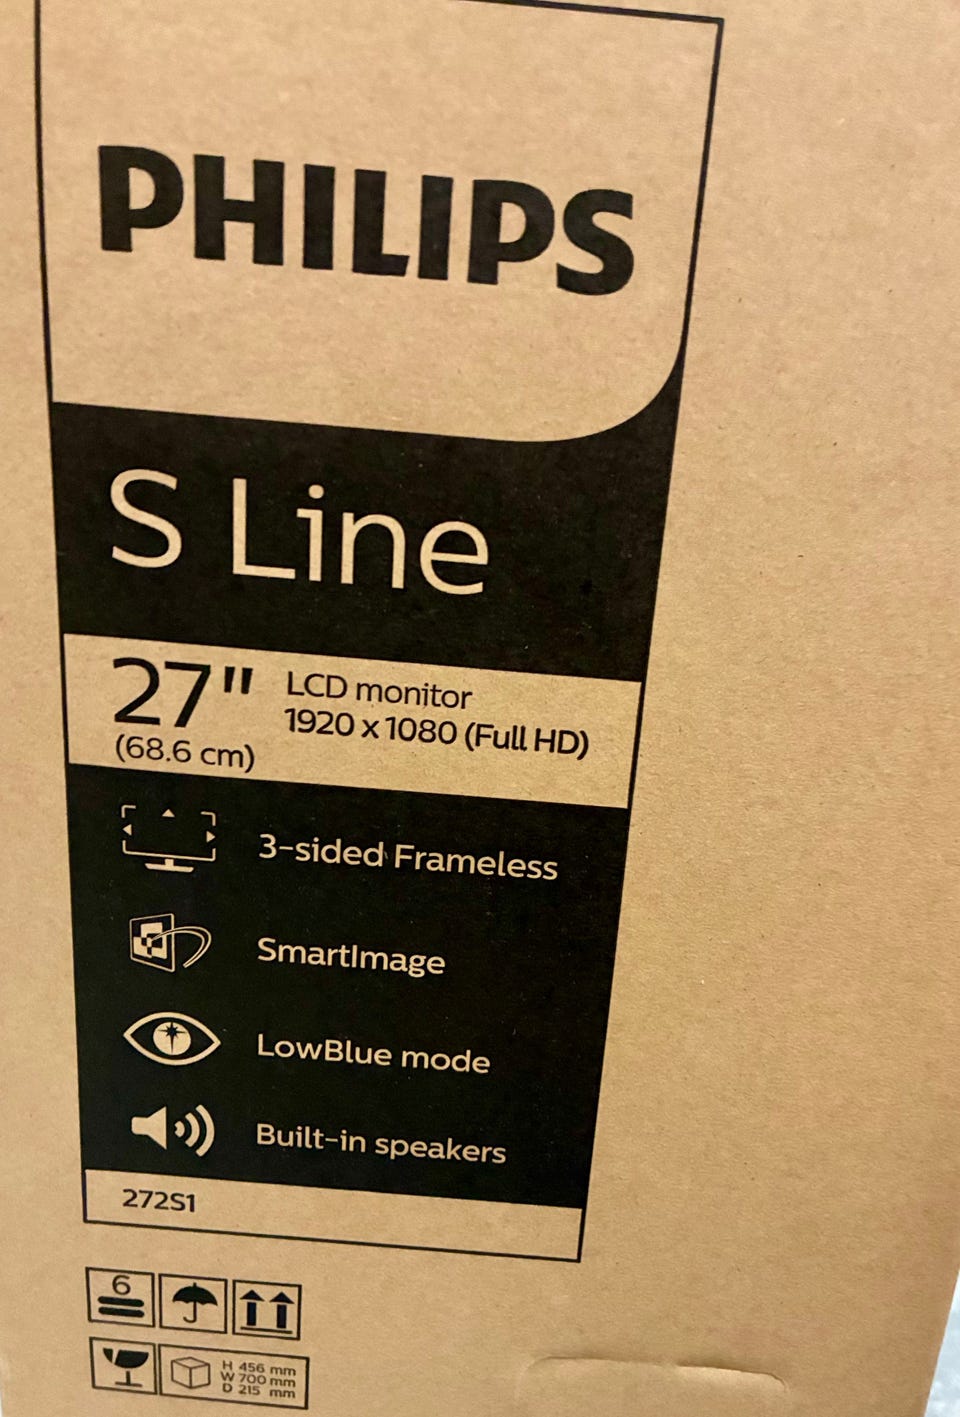 PHILIPS
S Line
27"
(68.6 cm)
LCD monitor
1920 x 1080 (Full HD)
3-sided Frameless
SmartImage
LowBlue mode
Built-in speakers
272S1
6
H 456 mm
W 700 mm
D 215 mm